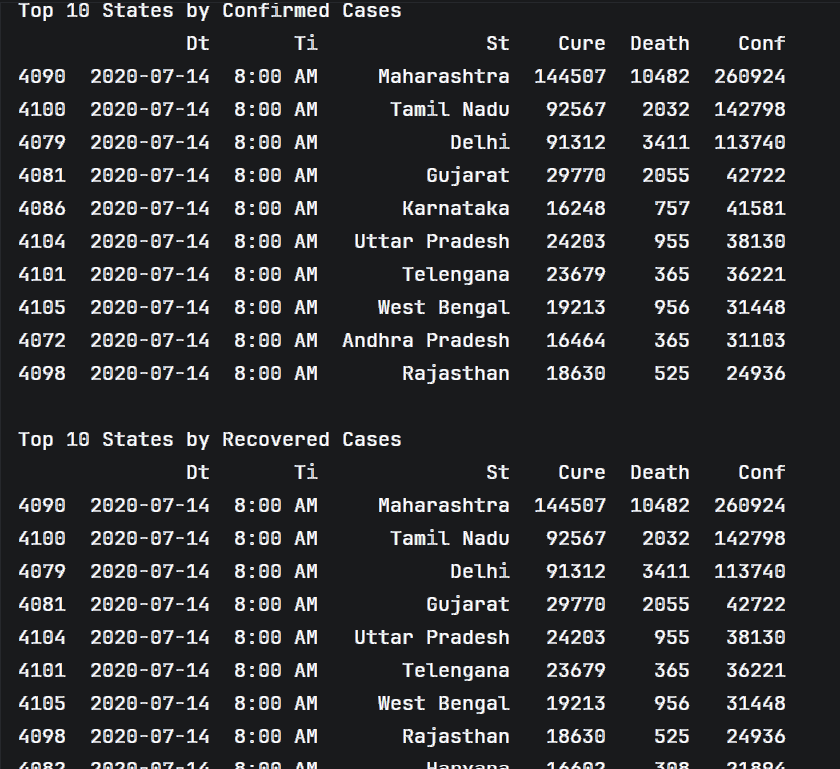 Top 10 States by Confirmed Cases
Dt Ti St Cure Death Conf
4090 2020-07-14 8:00 AM Maharashtra 144507 10482 260924
4100 2020-07-14 8:00 AM Tamil Nadu 92567 2032 142798
4079 2020-07-14 8:00 AM Delhi 91312 3411 113740
4081 2020-07-14 8:00 AM Gujarat 29770 2055 42722
4086 2020-07-14 8:00 AM Karnataka 16248 757 41581
4104 2020-07-14 8:00 AM Uttar Pradesh 24203 955 38130
4101 2020-07-14 8:00 AM Telengana 23679 365 36221
4105 2020-07-14 8:00 AM West Bengal 19213 956 31448
4072 2020-07-14 8:00 AM Andhra Pradesh 16464 365 31103
4098 2020-07-14 8:00 AM Rajasthan 18630 525 24936
Top 10 States by Recovered Cases
Dt Ti St Cure Death Conf
4090 2020-07-14 8:00 AM Maharashtra 144507 10482 260924
4100 2020-07-14 8:00 AM Tamil Nadu 92567 2032 142798
4079 2020-07-14 8:00 AM Delhi 91312 3411 113740
4081 2020-07-14 8:00 AM Gujarat 29770 2055 42722
4104 2020-07-14 8:00 AM Uttar Pradesh 24203 955 38130
4101 2020-07-14 8:00 AM Telengana 23679 365 36221
4105 2020-07-14 8:00 AM West Bengal 19213 956 31448
4098 2020-07-14 8:00 AM Rajasthan 18630 525 24936
2020-07-14 8:00 AM Haryana